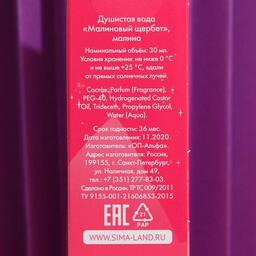 Душистая вода
«Малиновый щербет»,
малина
Номинальный объём: 30 мл.
Условия хранения: не ниже 0 °C
и не выше +25 °C, вдали
от прямых солнечных лучей.
Состав: Parfum (Fragrance),
PEG-40, Hydrogenated Castor
Oil, Trideceth, Propylene Glycol,
Water (Aqua).
Срок годности: 36 мес.
Дата изготовления: 11.2020.
Изготовитель: «ОП-Альфа».
Адрес изготовителя: Россия,
199155, г. Санкт-Петербург,
ул. Наличная, дом 49,
тел.: +7 (351) 277-83-03.
Сделано в России ТР ТС 009/2011
ТУ 9155-001-21606853-2015
EAC
21
PAP
WWW.SIMA-LAND.RU